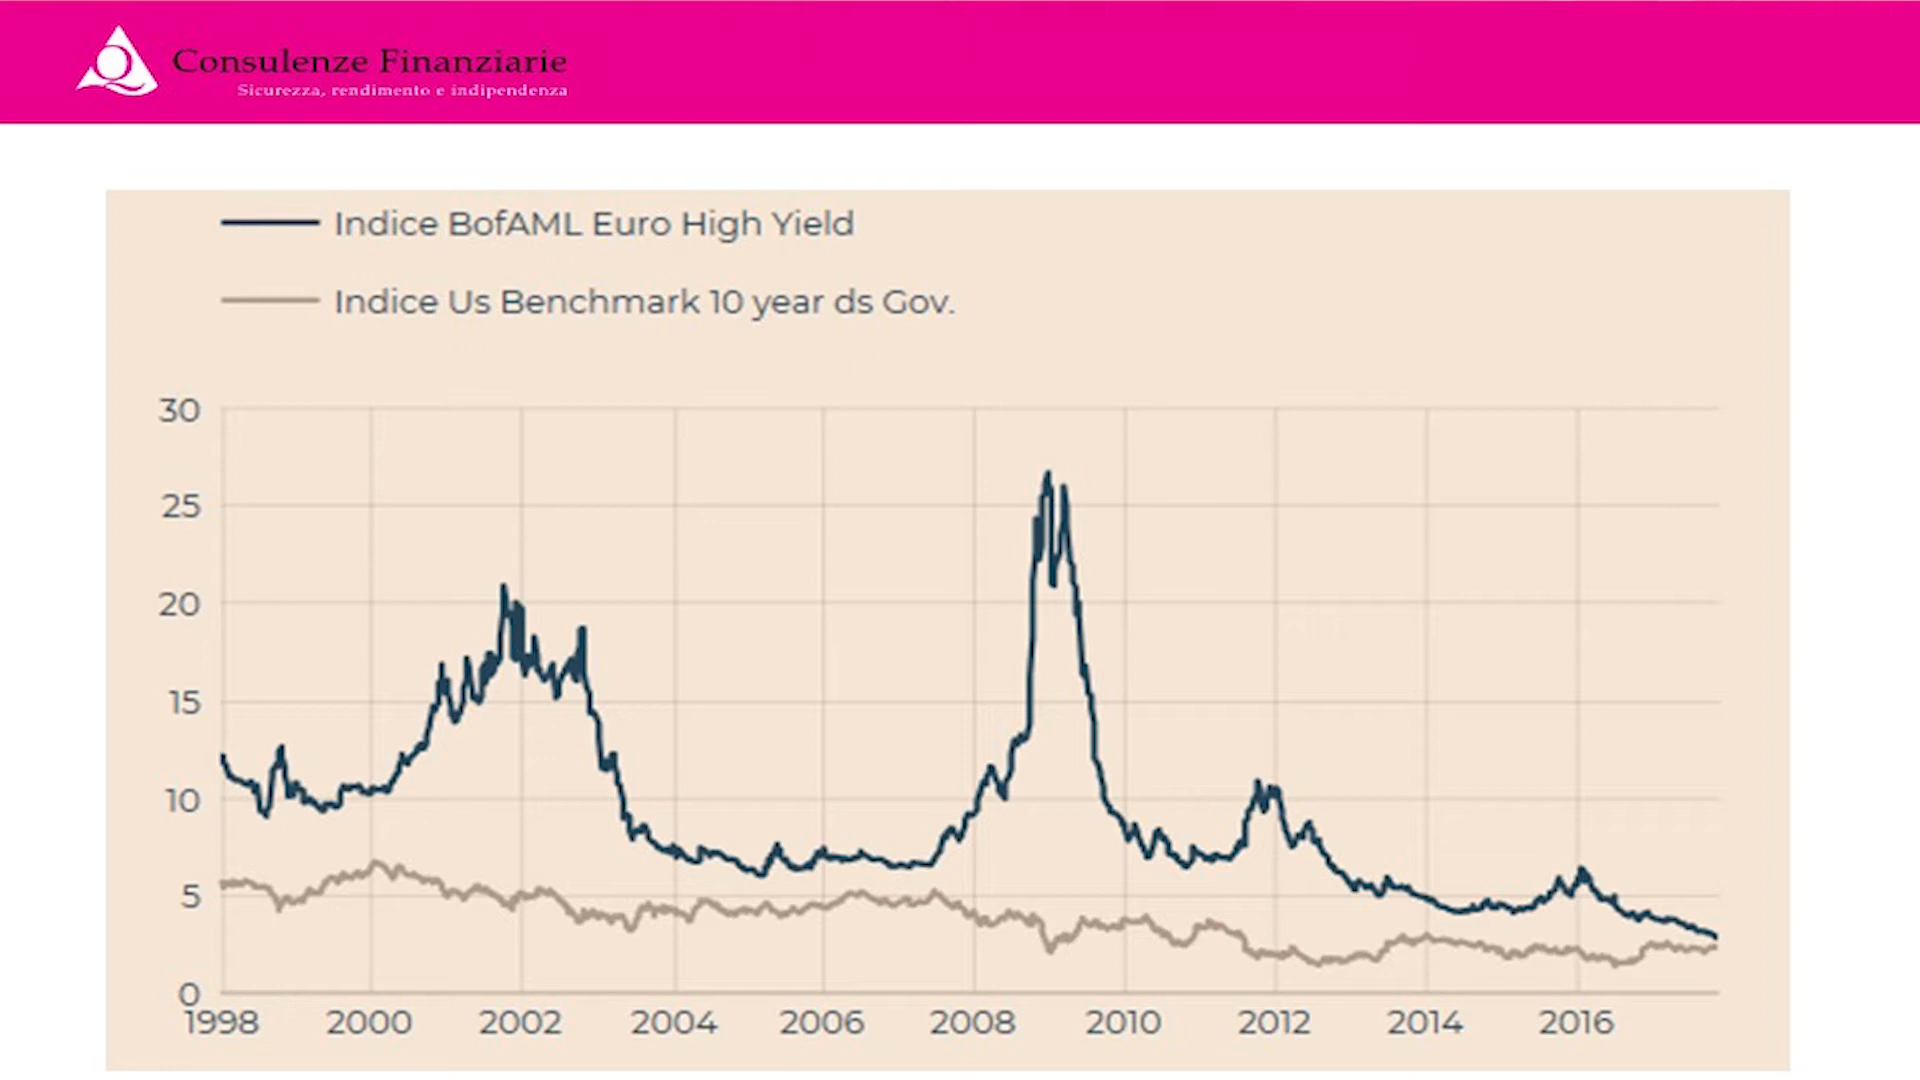 Consulenze Finanziarie
Sicurezza, rendimento e indipendenza
Indice BofAML Euro High Yield
Indice Us Benchmark 10 year ds Gov.
30
25
20
15
10
5
0
1998 2000 2002 2004 2006 2008 2010 2012 2014 2016